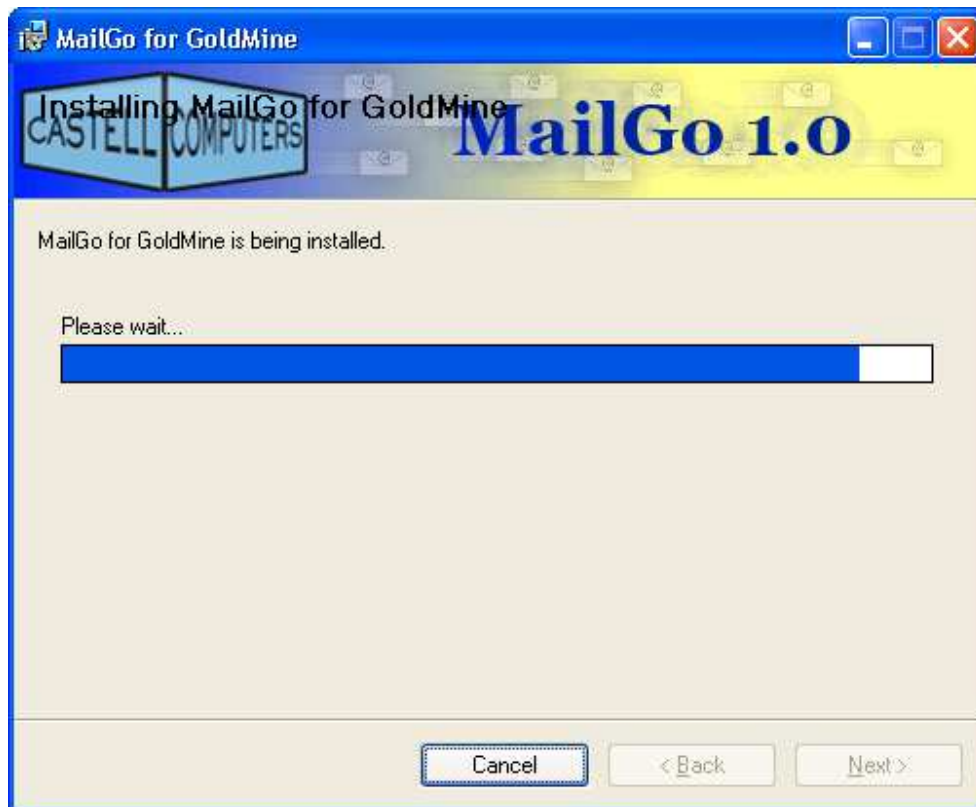 MailGo for GoldMine
Installing MailGo for GoldMine
CASTELL COMPUTERS
MailGo 1.0
MailGo for GoldMine is being installed.
Please wait...
Cancel
< Back
Next >